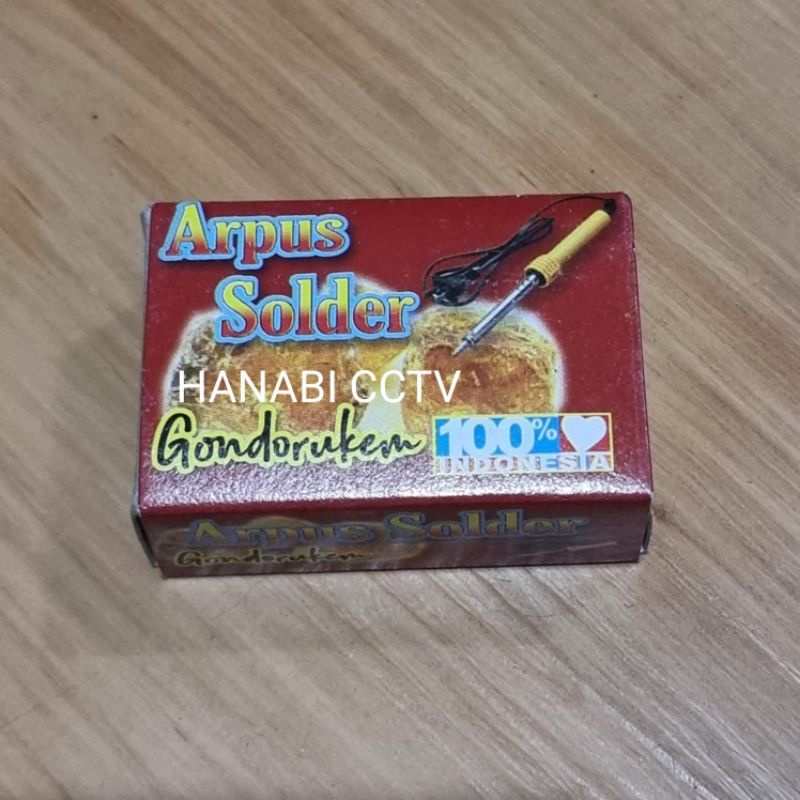 Arpus
Solder
HANABI CCTV
Gondorukem
100%
INDONESIA
Arpus Solder
Gondorukem